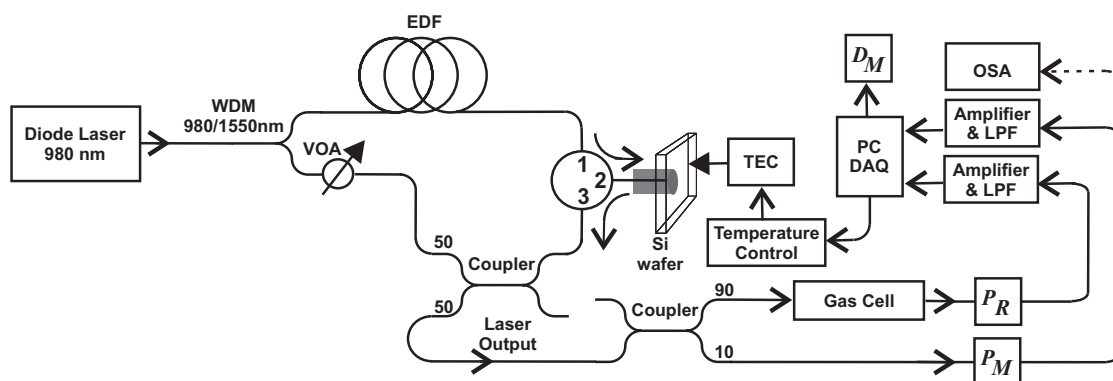 EDF
D_M
OSA
WDM
980/1550nm
Diode Laser
980 nm
VOA
Amplifier
& LPF
1
2
3
TEC
PC
DAQ
Amplifier
& LPF
Si
wafer
Temperature
Control
50
Coupler
50
Laser
Output
Coupler
90
Gas Cell
P_R
10
P_M